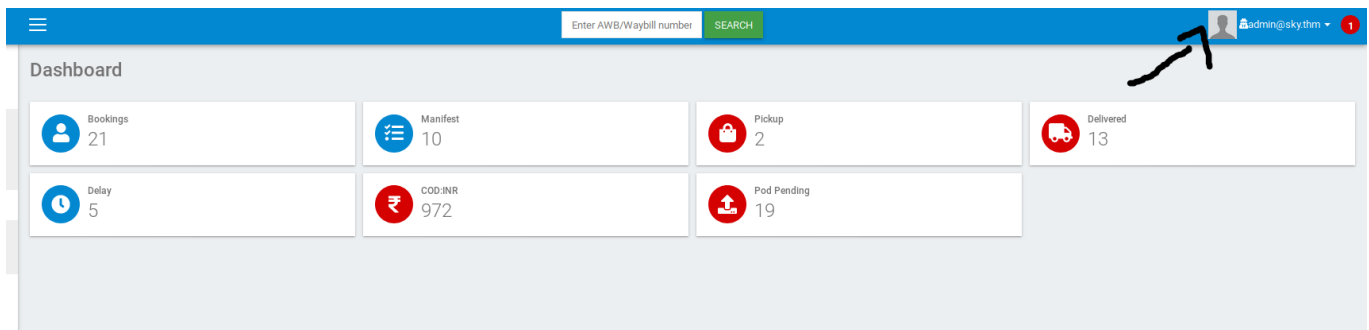 Enter AWB/Waybill number SEARCH admin@sky.thm 1
Dashboard
Bookings
21
Manifest
10
Pickup
2
Delivered
13
Delay
5
COD:INR
972
Pod Pending
19